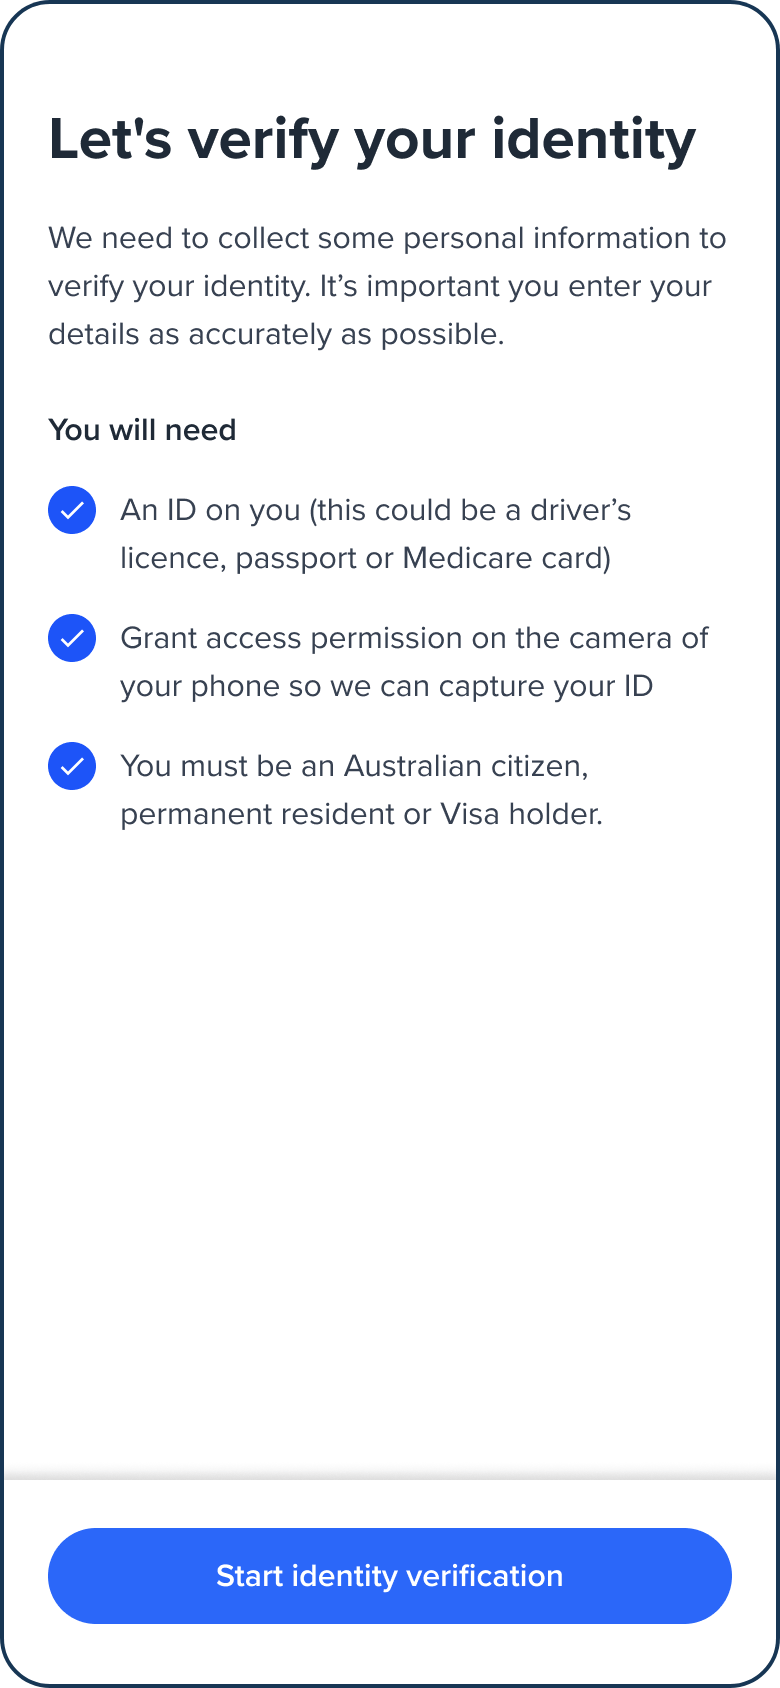 Let's verify your identity
We need to collect some personal information to
verify your identity. It’s important you enter your
details as accurately as possible.
You will need
An ID on you (this could be a driver’s
licence, passport or Medicare card)
Grant access permission on the camera of
your phone so we can capture your ID
You must be an Australian citizen,
permanent resident or Visa holder.
Start identity verification